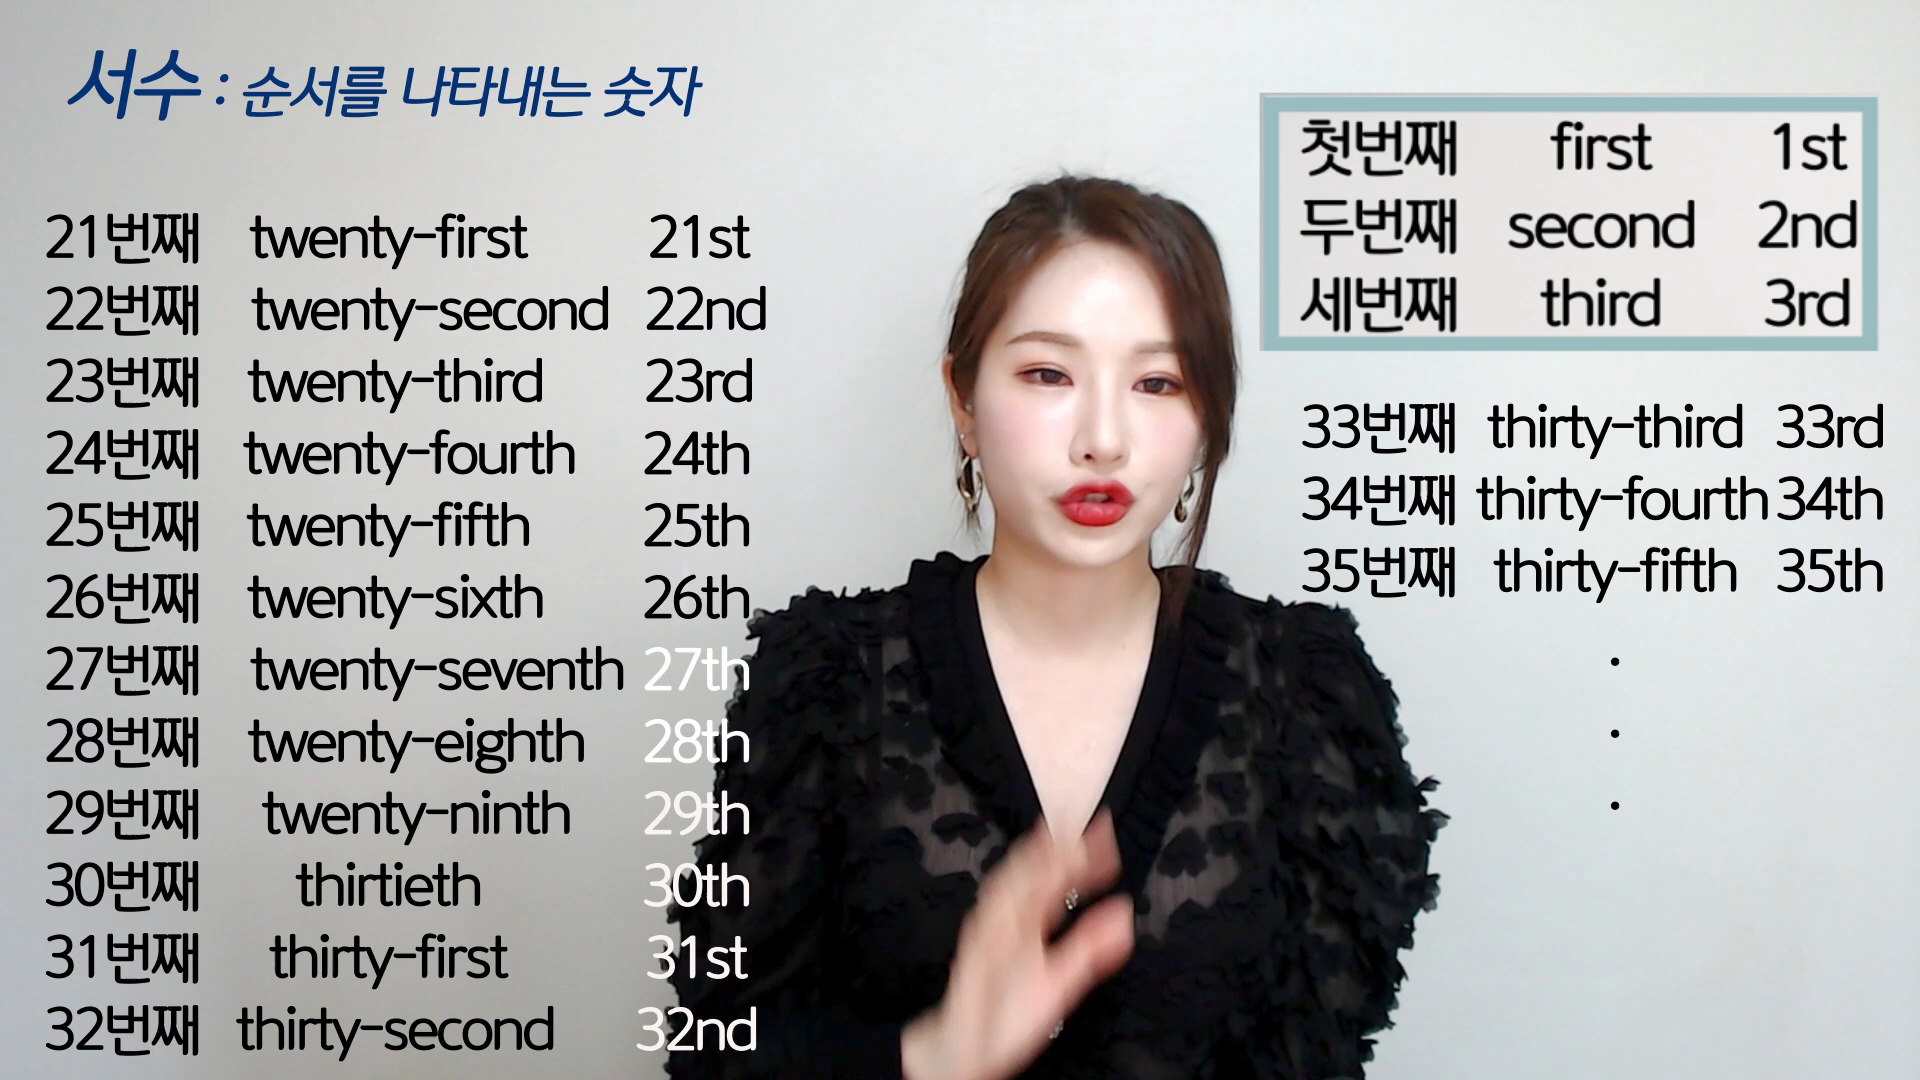 서수 : 순서를 나타내는 숫자
21번째 twenty-first 21st
22번째 twenty-second 22nd
23번째 twenty-third 23rd
24번째 twenty-fourth 24th
25번째 twenty-fifth 25th
26번째 twenty-sixth 26th
27번째 twenty-seventh 27th
28번째 twenty-eighth 28th
29번째 twenty-ninth 29th
30번째 thirtieth 30th
31번째 thirty-first 31st
32번째 thirty-second 32nd
첫번째 first 1st
두번째 second 2nd
세번째 third 3rd
33번째 thirty-third 33rd
34번째 thirty-fourth 34th
35번째 thirty-fifth 35th
.
.
.